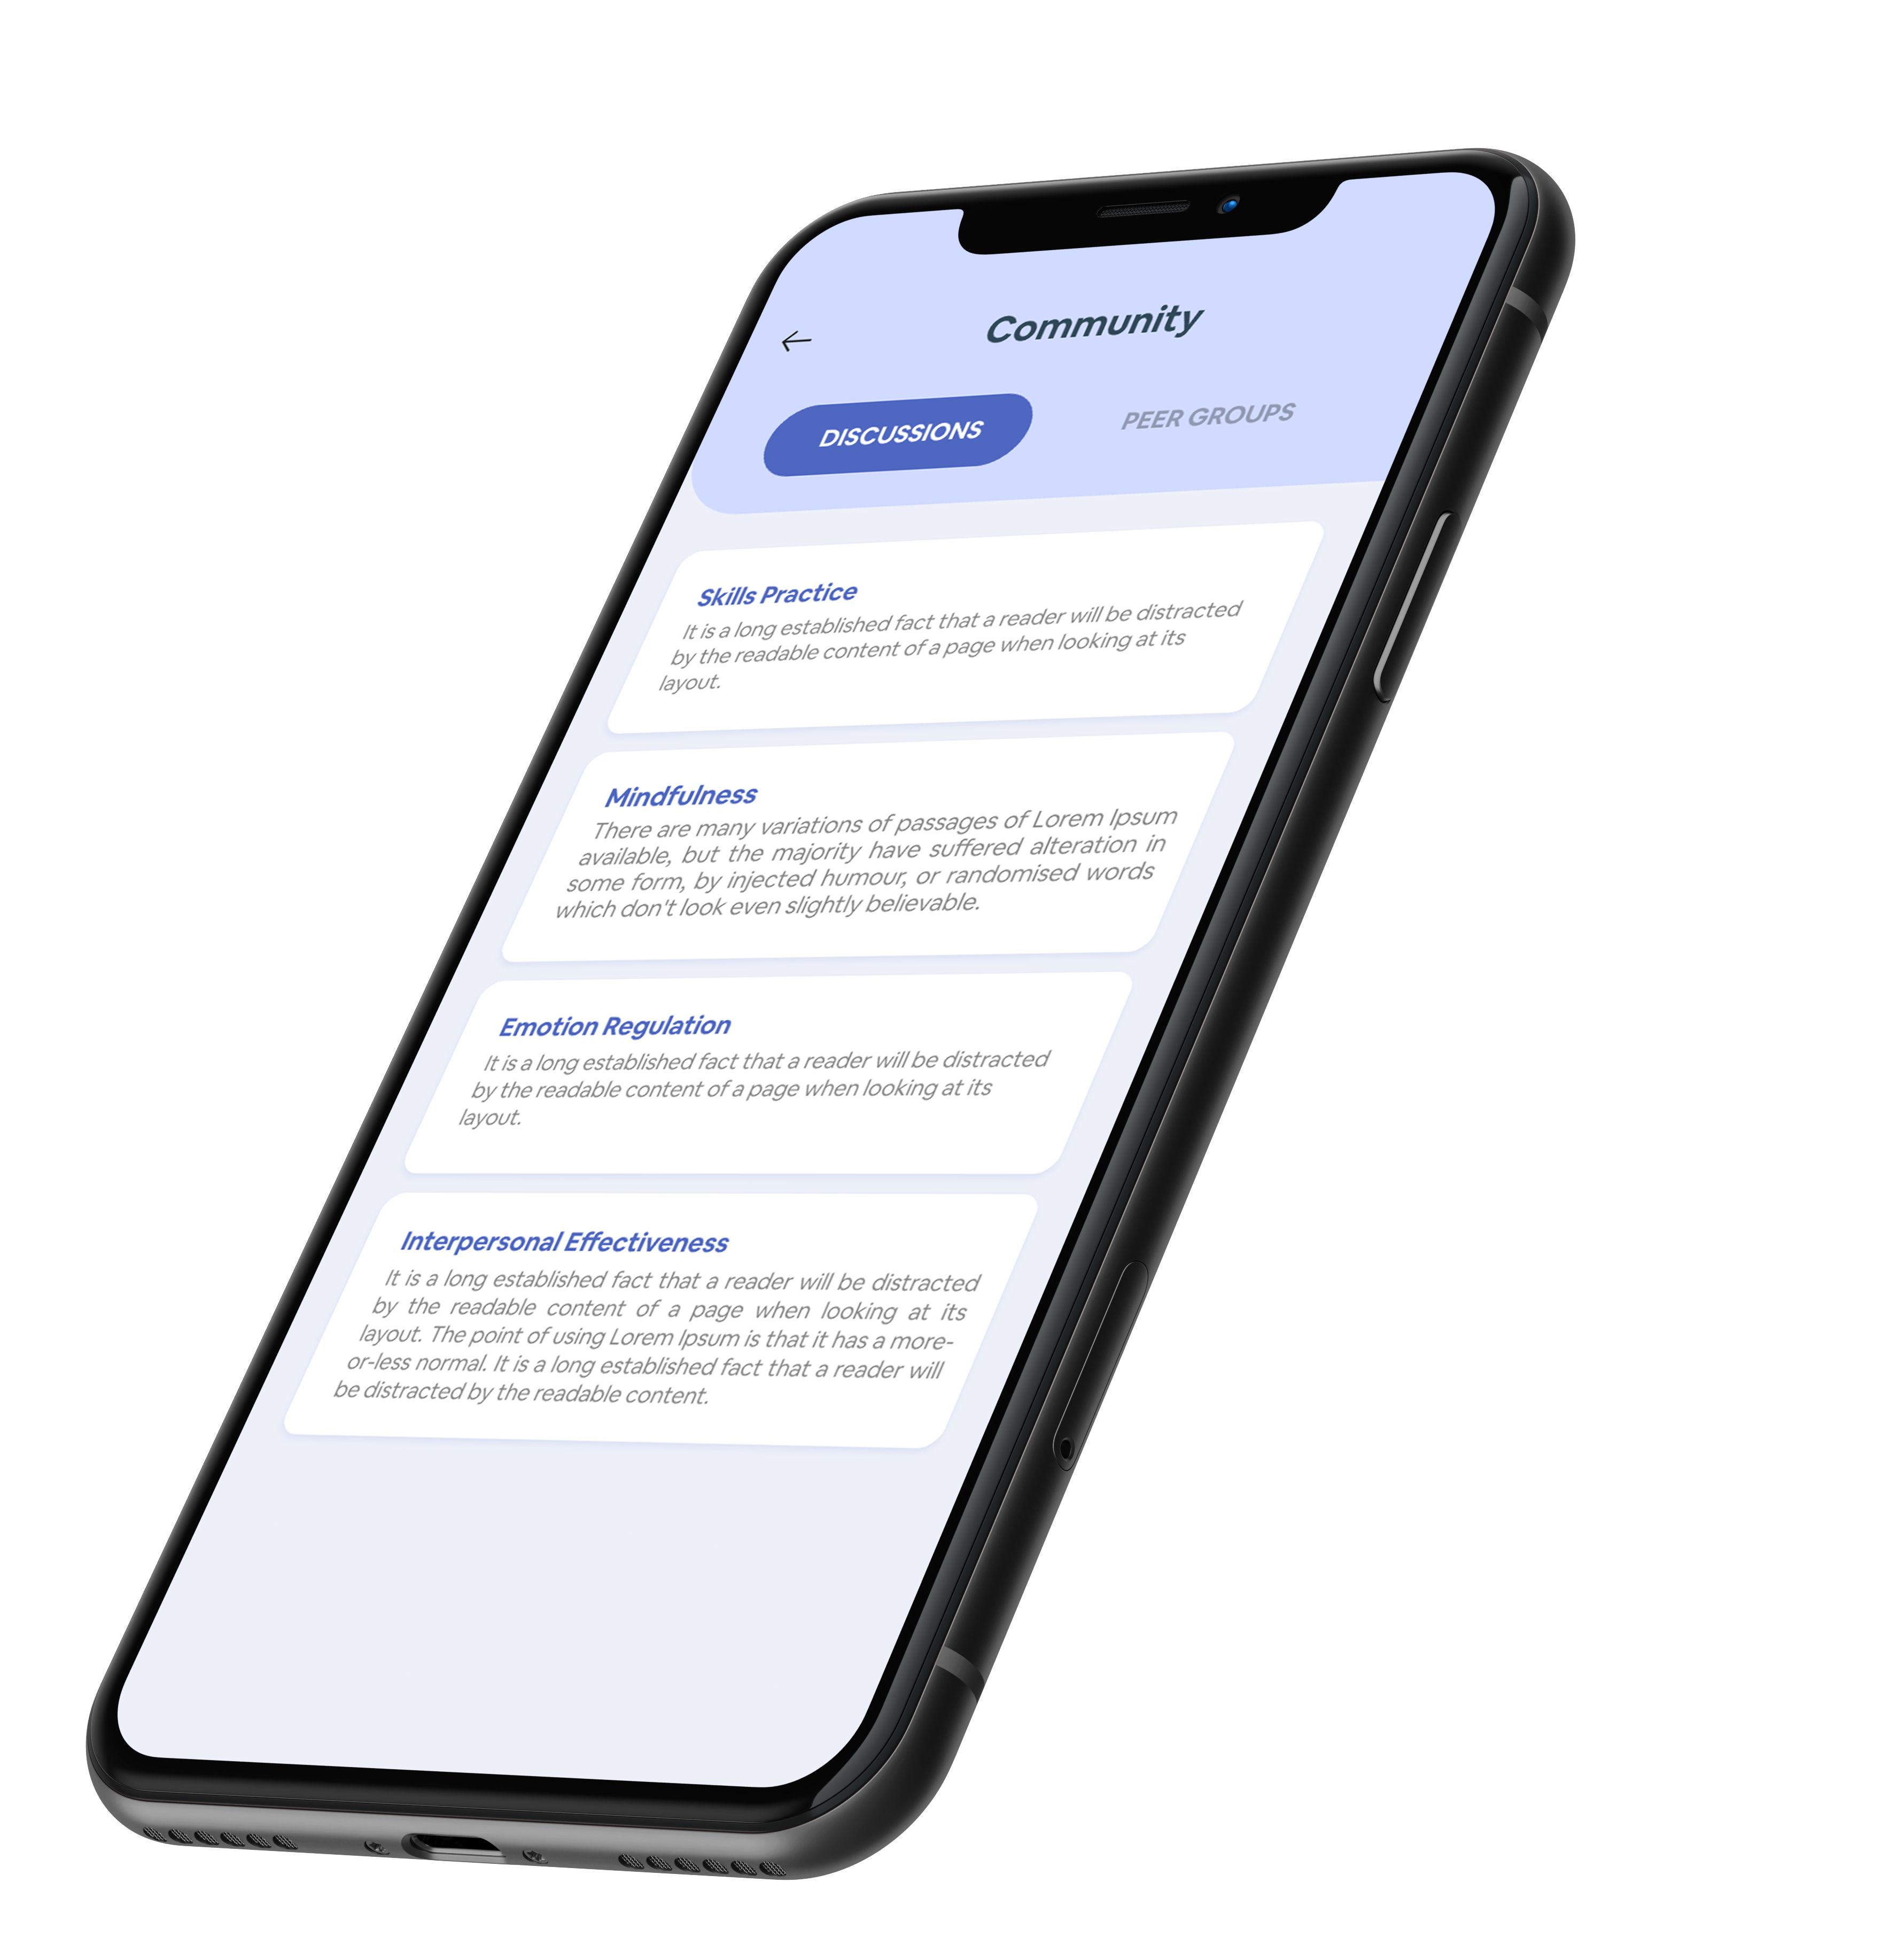 Community
DISCUSSIONS
PEER GROUPS
Skills Practice
It is a long established fact that a reader will be distracted
by the readable content of a page when looking at its
layout.
Mindfulness
There are many variations of passages of Lorem Ipsum
available, but the majority have suffered alteration in
some form, by injected humour, or randomised words
which don't look even slightly believable.
Emotion Regulation
It is a long established fact that a reader will be distracted
by the readable content of a page when looking at its
layout.
Interpersonal Effectiveness
It is a long established fact that a reader will be distracted
by the readable content of a page when looking at its
layout. The point of using Lorem Ipsum is that it has a more-
or-less normal. It is a long established fact that a reader will
be distracted by the readable content.